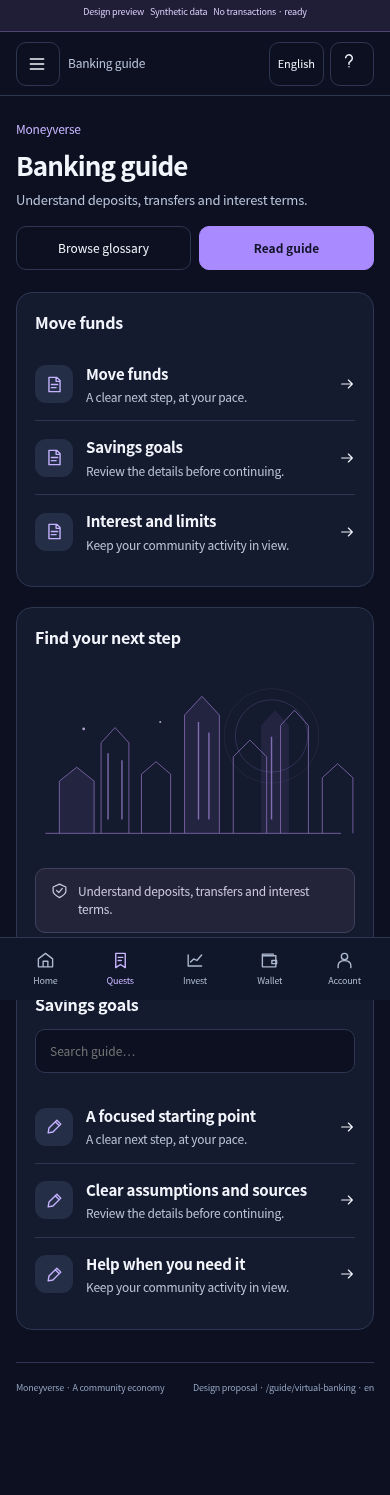 Design preview Synthetic data No transactions · ready
Banking guide
English
?
Moneyverse
Banking guide
Understand deposits, transfers and interest terms.
Browse glossary
Read guide
Move funds
Move funds
A clear next step, at your pace.
Savings goals
Review the details before continuing.
Interest and limits
Keep your community activity in view.
Find your next step
Understand deposits, transfers and interest
terms.
Home
Quests
Invest
Wallet
Account
Savings goals
Search guide…
A focused starting point
A clear next step, at your pace.
Clear assumptions and sources
Review the details before continuing.
Help when you need it
Keep your community activity in view.
Moneyverse · A community economy
Design proposal · /guide/virtual-banking · en